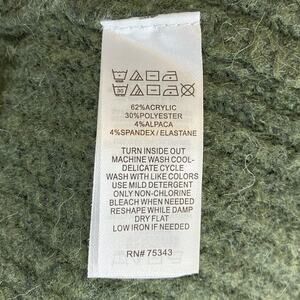 30
62%ACRYLIC
30%POLYESTER
4%ALPACA
4%SPANDEX / ELASTANE
TURN INSIDE OUT
MACHINE WASH COOL-
DELICATE CYCLE
WASH WITH LIKE COLORS
USE MILD DETERGENT
ONLY NON-CHLORINE
BLEACH WHEN NEEDED
RESHAPE WHILE DAMP
DRY FLAT
LOW IRON IF NEEDED
RN# 75343